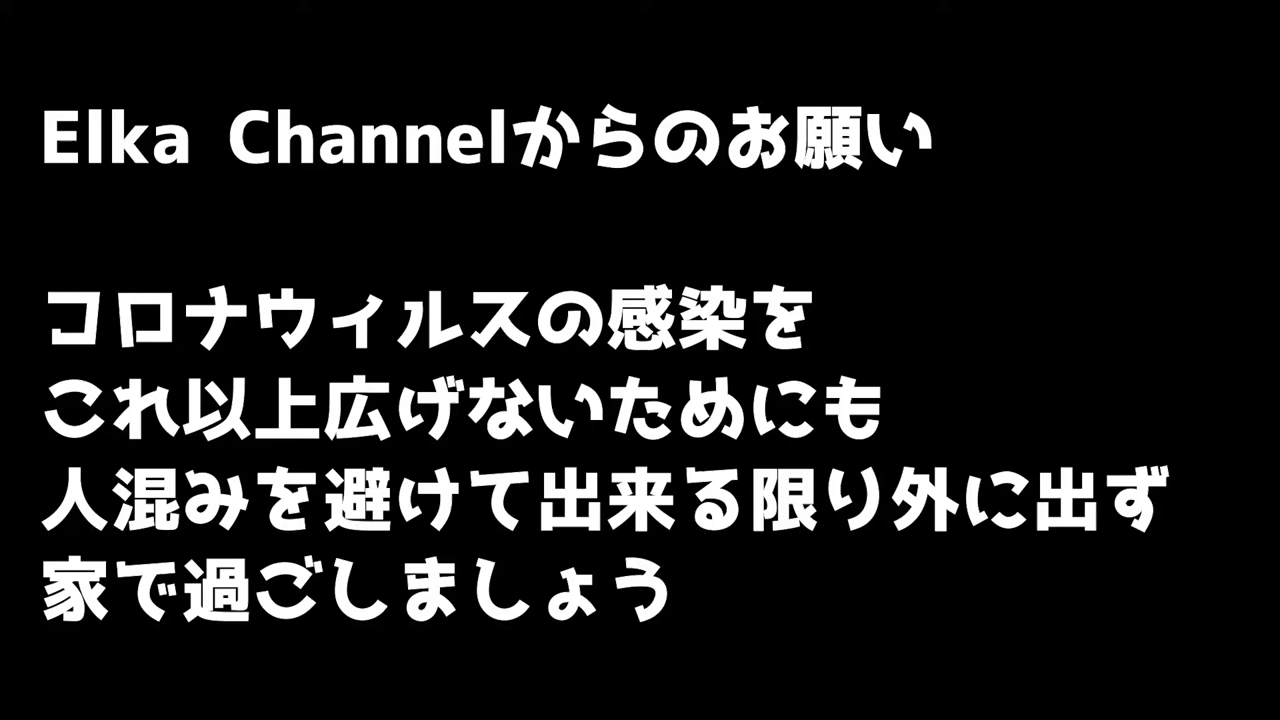 Elka Channelからのお願い
コロナウィルスの感染を
これ以上広げないためにも
人混みを避けて出来る限り外に出ず
家で過ごしましょう